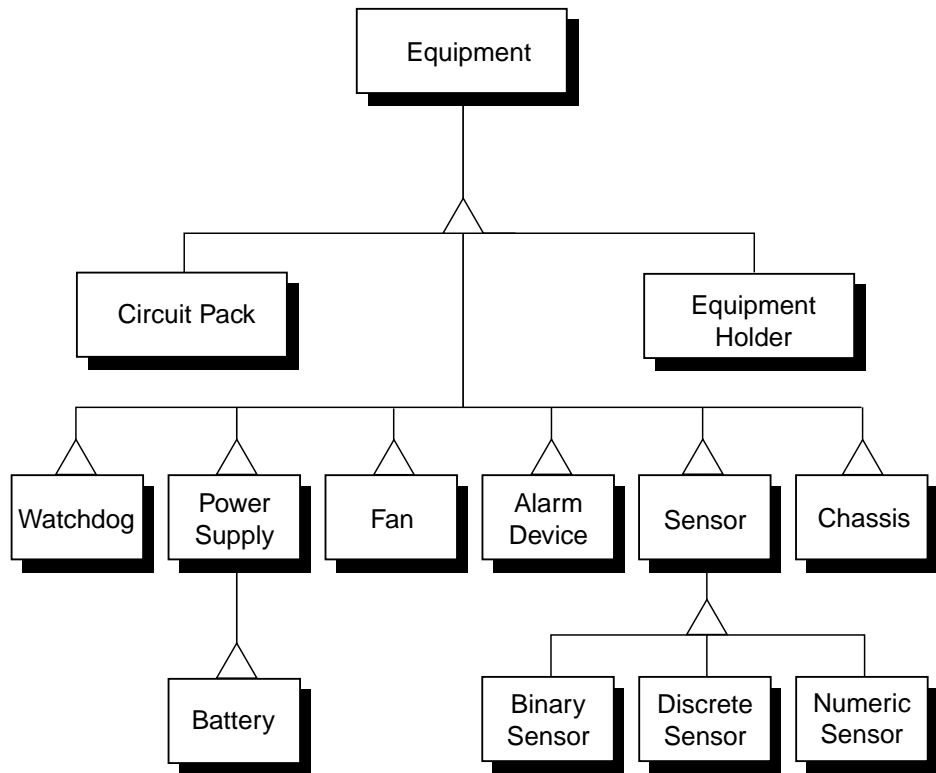 Equipment
Circuit Pack
Equipment
Holder
Watchdog
Power
Supply
Fan
Alarm
Device
Sensor
Chassis
Battery
Binary
Sensor
Discrete
Sensor
Numeric
Sensor